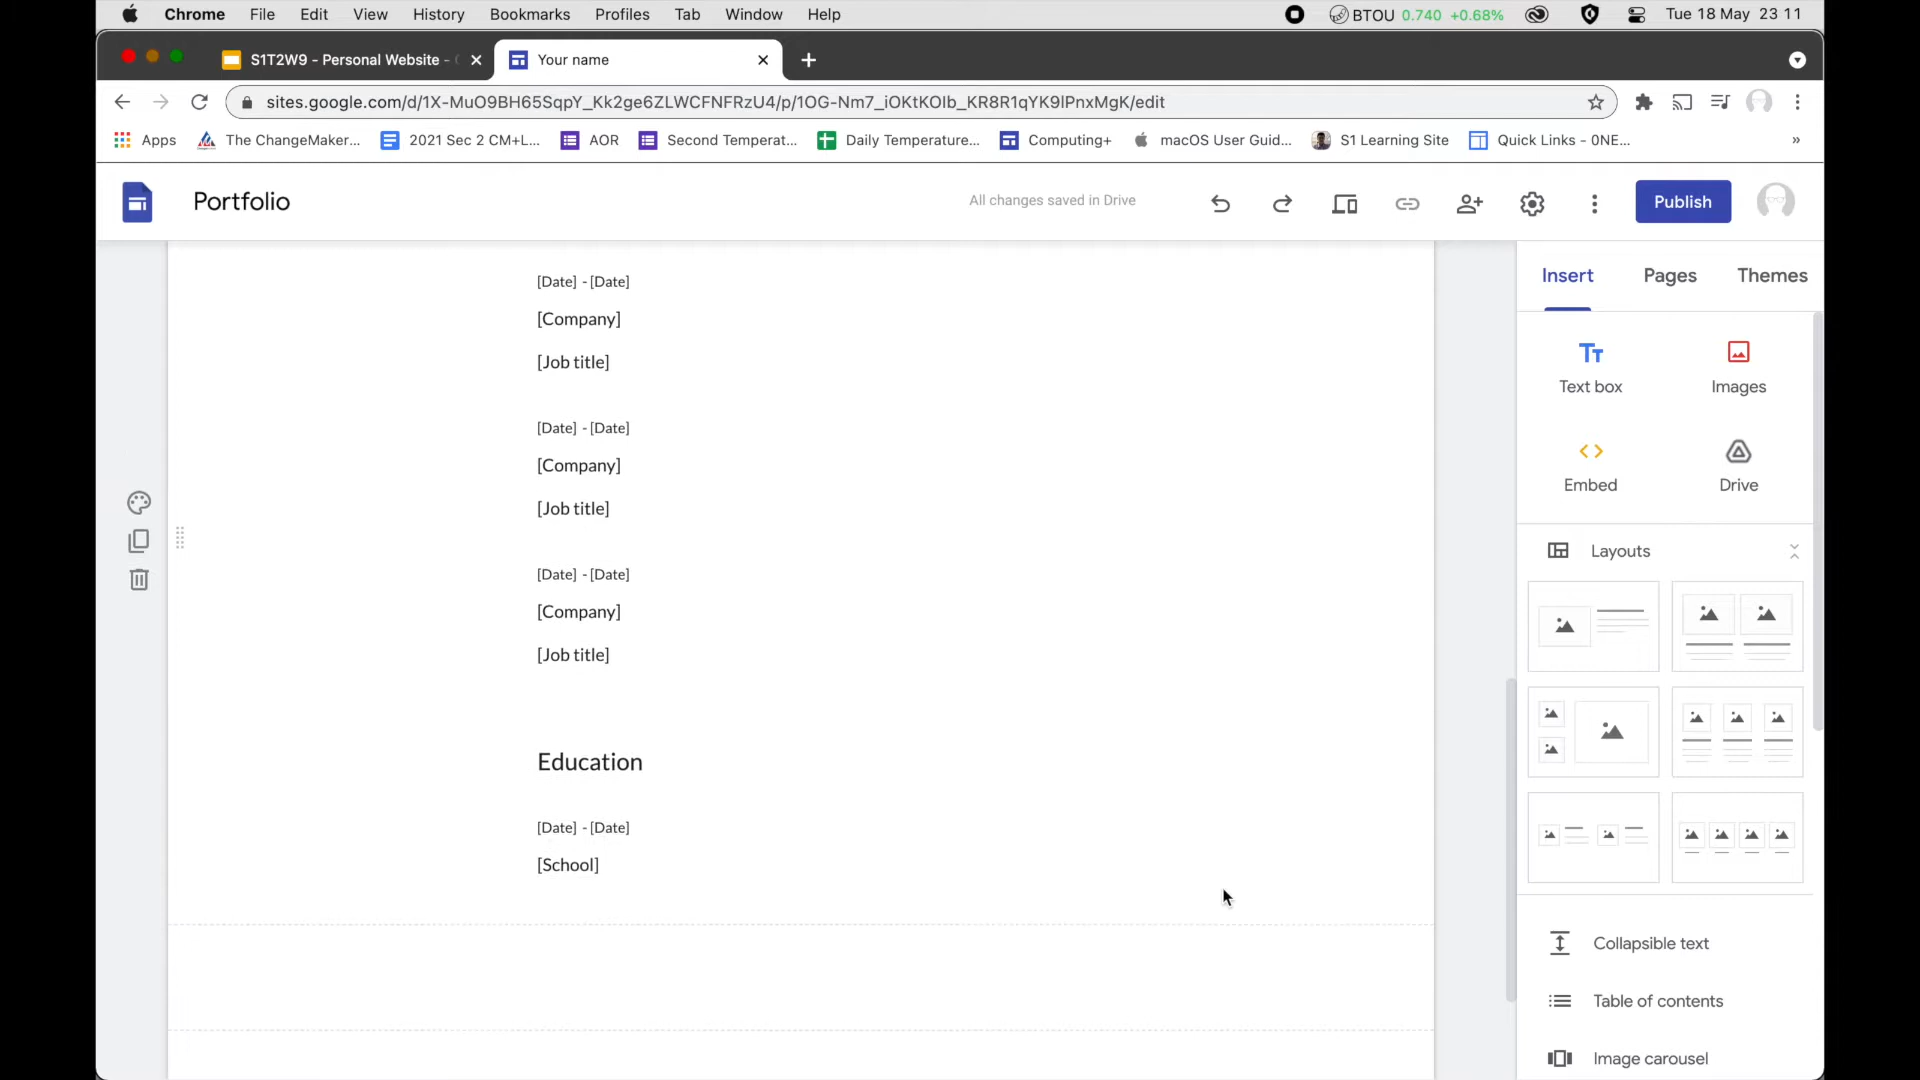 Chrome File Edit View History Bookmarks Profiles Tab Window Help BTOU 0.740 +0.68% Tue 18 May 23 11
S1T2W9 - Personal Website - Your name
sites.google.com/d/1X-MuO9BH65SqpY_Kk2ge6ZLWCFNFRzU4/p/1OG-Nm7_iOKtKOlb_KR8R1qYK9lPnxMgK/edit
Apps The ChangeMaker... 2021 Sec 2 CM+L... AOR Second Temperat... Daily Temperature... Computing+ macOS User Guid... S1 Learning Site Quick Links - 0NE... »
Portfolio All changes saved in Drive Publish
Insert Pages Themes
[Date] - [Date]
[Company]
[Job title]
[Date] - [Date]
[Company]
[Job title]
[Date] - [Date]
[Company]
[Job title]
Education
[Date] - [Date]
[School]
Text box Images
Embed Drive
Layouts
Collapsible text
Table of contents
Image carousel